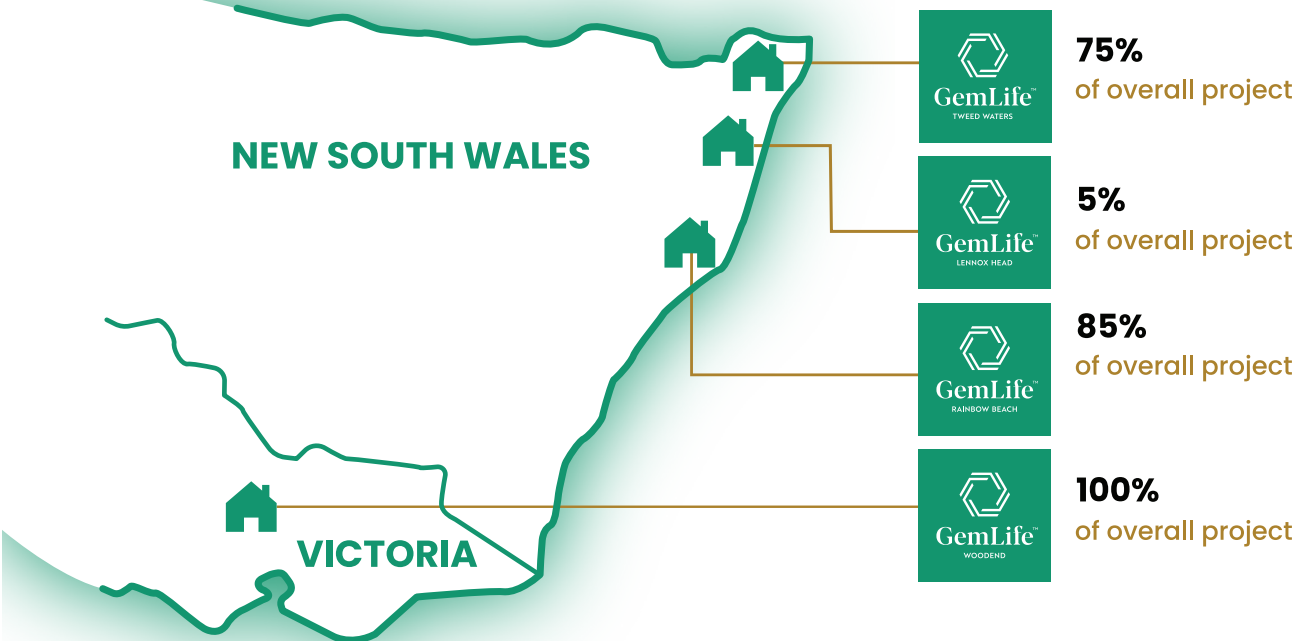 NEW SOUTH WALES
VICTORIA
GemLife™
TWEED WATERS
75%
of overall project
GemLife™
LENNOX HEAD
5%
of overall project
GemLife™
RAINBOW BEACH
85%
of overall project
GemLife™
WOODEND
100%
of overall project